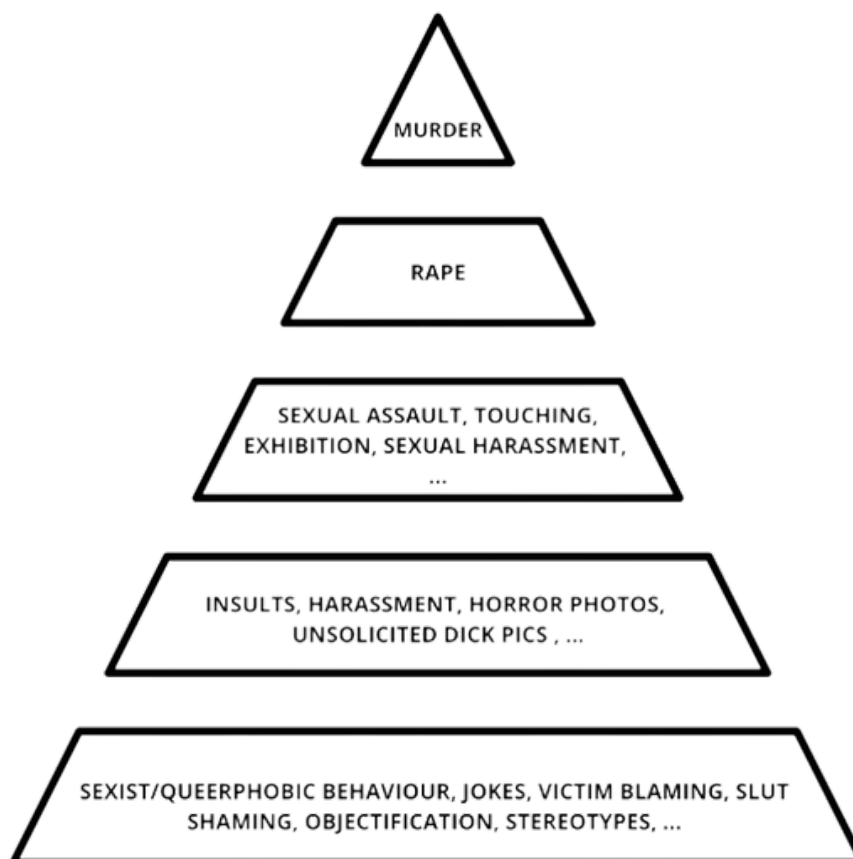 MURDER
RAPE
SEXUAL ASSAULT, TOUCHING,
EXHIBITION, SEXUAL HARASSMENT,
...
INSULTS, HARASSMENT, HORROR PHOTOS,
UNSOLICITED DICK PICS , ...
SEXIST/QUEERPHOBIC BEHAVIOUR, JOKES, VICTIM BLAMING, SLUT
SHAMING, OBJECTIFICATION, STEREOTYPES, ...